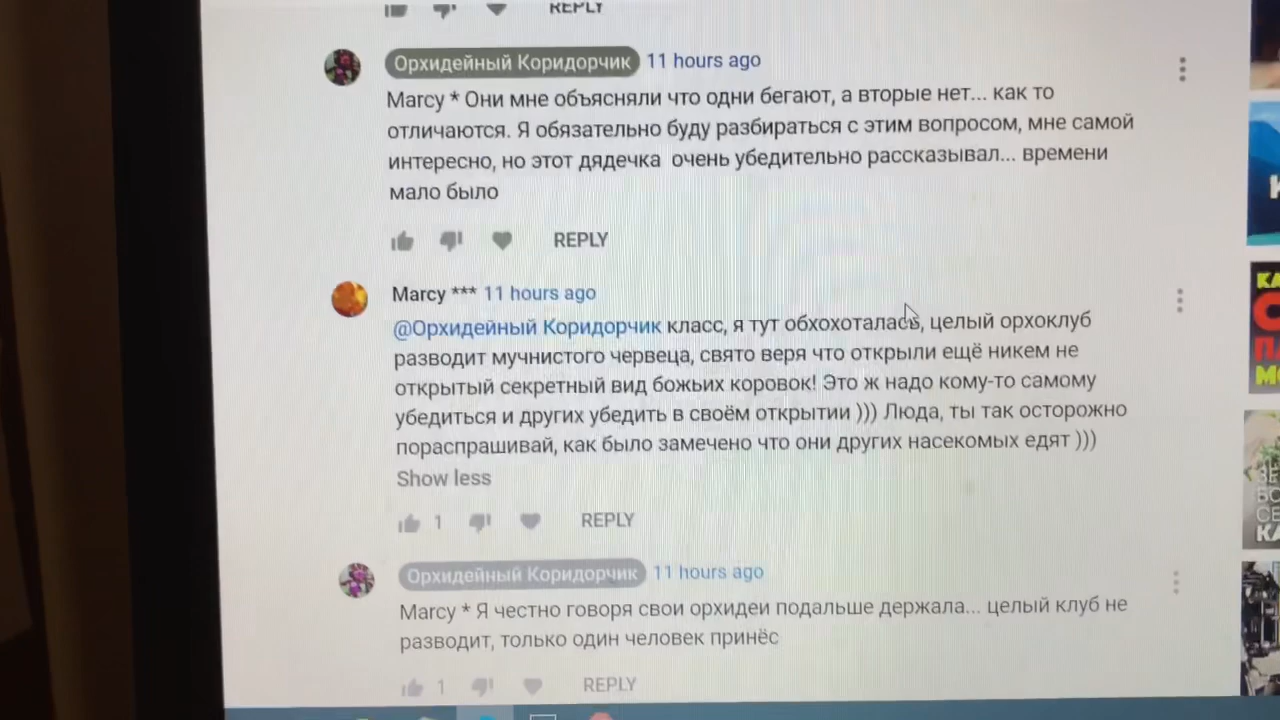 REPLY
Орхидейный Коридорчик 11 hours ago
Marcy * Они мне объясняли что одни бегают, а вторые нет... как то
отличаются. Я обязательно буду разбираться с этим вопросом, мне самой
интересно, но этот дядечка очень убедительно рассказывал... времени
мало было
REPLY
Marcy *** 11 hours ago
@Орхидейный Коридорчик класс, я тут обхохоталась, целый орхоклуб
разводит мучнистого червеца, свято веря что открыли ещё никем не
открытый секретный вид божьих коровок! Это ж надо кому-то самому
убедиться и других убедить в своём открытии ))) Люда, ты так осторожно
пораспрашивай, как было замечено что они других насекомых едят )))
Show less
1 REPLY
Орхидейный Коридорчик 11 hours ago
Marcy * Я честно говоря свои орхидеи подальше держала... целый клуб не
разводит, только один человек принёс
1 REPLY